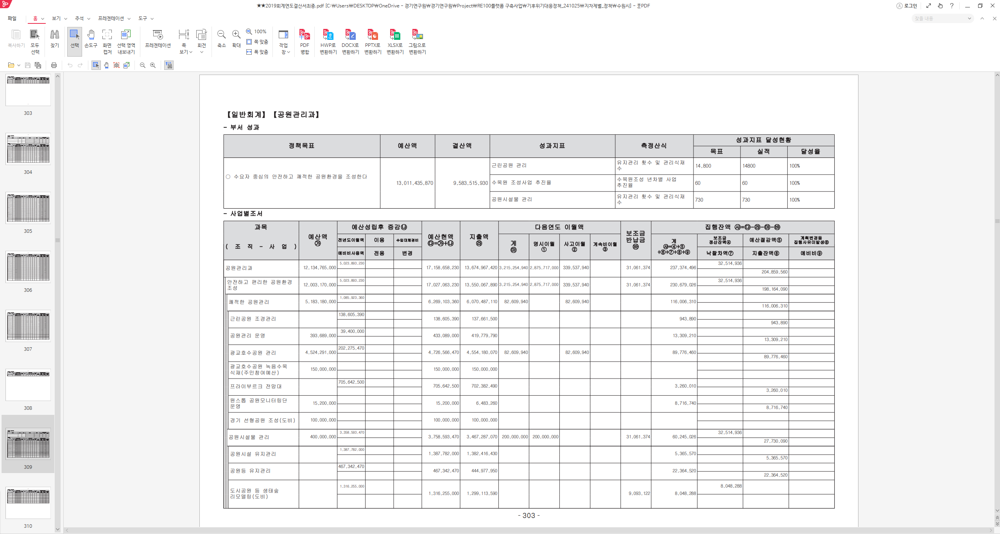 ★★2019회계연도결산서최종.pdf [C:₩Users₩DESKTOP₩OneDrive - 경기연구원₩경기연구원₩Project₩RE100플랫폼 구축사업₩기후위기대응정책_241025₩지자체별_정책₩수원시] - 훈PDF
로그인
파일 홈 보기 주석 프레젠테이션 도구
찾을 내용
복사하기 모두 선택 찾기 선택 손도구 화면 캡처 선택 영역 내보내기 프레젠테이션 쪽 보기 회전 축소 확대 100% 쪽 맞춤 폭 맞춤 작업 창 PDF 병합 HWP로 변환하기 DOCX로 변환하기 PPTX로 변환하기 XLSX로 변환하기 그림으로 변환하기
303
304
305
306
307
308
309
310
【일반회계】【공원관리과】
- 부서 성과
정책목표 예산액 결산액 성과지표 측정산식 성과지표 달성현황
목표 실적 달성율
○ 수요자 중심의 안전하고 쾌적한 공원환경을 조성한다 13,011,435,870 9,583,515,930
근린공원 관리 유지관리 횟수 및 관리식재수 14,800 14800 100%
수목원 조성사업 추진율 수목원조성 년차별 사업 추진율 60 60 100%
공원시설물 관리 유지관리 횟수 및 관리식재수 730 730 100%
- 사업별조서
과목 예산액㉮ 예산성립후 증감㉯ 예산현액 ㉰=㉮+㉯ 지출액㉱ 다음연도 이월액 보조금 반납금㉳ 집행잔액 ㉴=㉰-㉱-㉲-㉳
( 조 직 - 사 업 ) 전년도이월액 이용 수입대체경비 계㉲ 명시이월① 사고이월② 계속비이월③ 계 ㉴=④+⑤+⑥+⑦+⑧+⑨ 보조금 정산잔액④ 예산절감액⑤ 계획변경등 집행사유미발생⑥
예비비사용액 전용 변경 낙찰차액⑦ 지출잔액⑧ 예비비⑨
공원관리과 12,134,765,000 5,023,893,230 17,158,658,230 13,674,967,420 3,215,254,940 2,875,717,000 339,537,940 31,061,374 237,374,496 32,514,936 204,859,560
안전하고 편리한 공원환경 조성 12,003,170,000 5,023,893,230 17,027,063,230 13,550,067,890 3,215,254,940 2,875,717,000 339,537,940 31,061,374 230,679,026 32,514,936 198,164,090
쾌적한 공원관리 5,183,180,000 1,085,923,360 6,269,103,360 6,070,487,110 82,609,940 82,609,940 116,006,310 116,006,310
근린공원 조경관리 138,605,390 138,605,390 137,661,500 943,890 943,890
공원관리 운영 393,689,000 39,400,000 433,089,000 419,779,790 13,309,210 13,309,210
광교호수공원 관리 4,524,291,000 202,275,470 4,726,566,470 4,554,180,070 82,609,940 82,609,940 89,776,460 89,776,460
광교호수공원 녹음수목 식재(주민참여예산) 150,000,000 150,000,000 150,000,000
프라이부르크 전망대 705,642,500 705,642,500 702,382,490 3,260,010 3,260,010
원스톱 공원모니터링단 운영 15,200,000 15,200,000 6,483,260 8,716,740 8,716,740
경기 선형공원 조성(도비) 100,000,000 100,000,000 100,000,000
공원시설물 관리 400,000,000 3,358,593,470 3,758,593,470 3,467,287,070 200,000,000 200,000,000 31,061,374 60,245,026 32,514,936 27,730,090
공원시설 유지관리 1,387,782,000 1,387,782,000 1,382,416,430 5,365,570 5,365,570
공원등 유지관리 467,342,470 467,342,470 444,977,950 22,364,520 22,364,520
도시공원 등 생태숲 리모델링(도비) 1,316,255,000 1,316,255,000 1,299,113,590 9,093,122 8,048,288 8,048,288
- 303 -